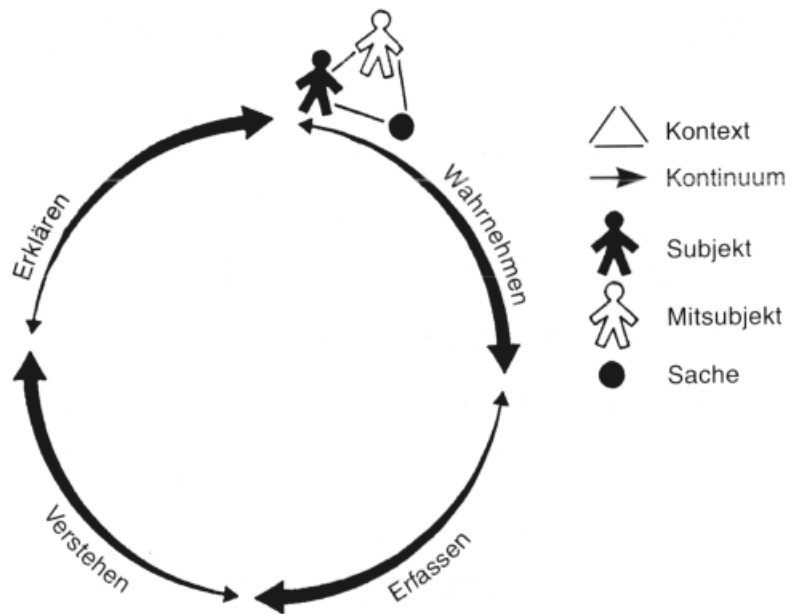 Erklären
Wahrnehmen
Verstehen
Erfassen
Kontext
Kontinuum
Subjekt
Mitsubjekt
Sache